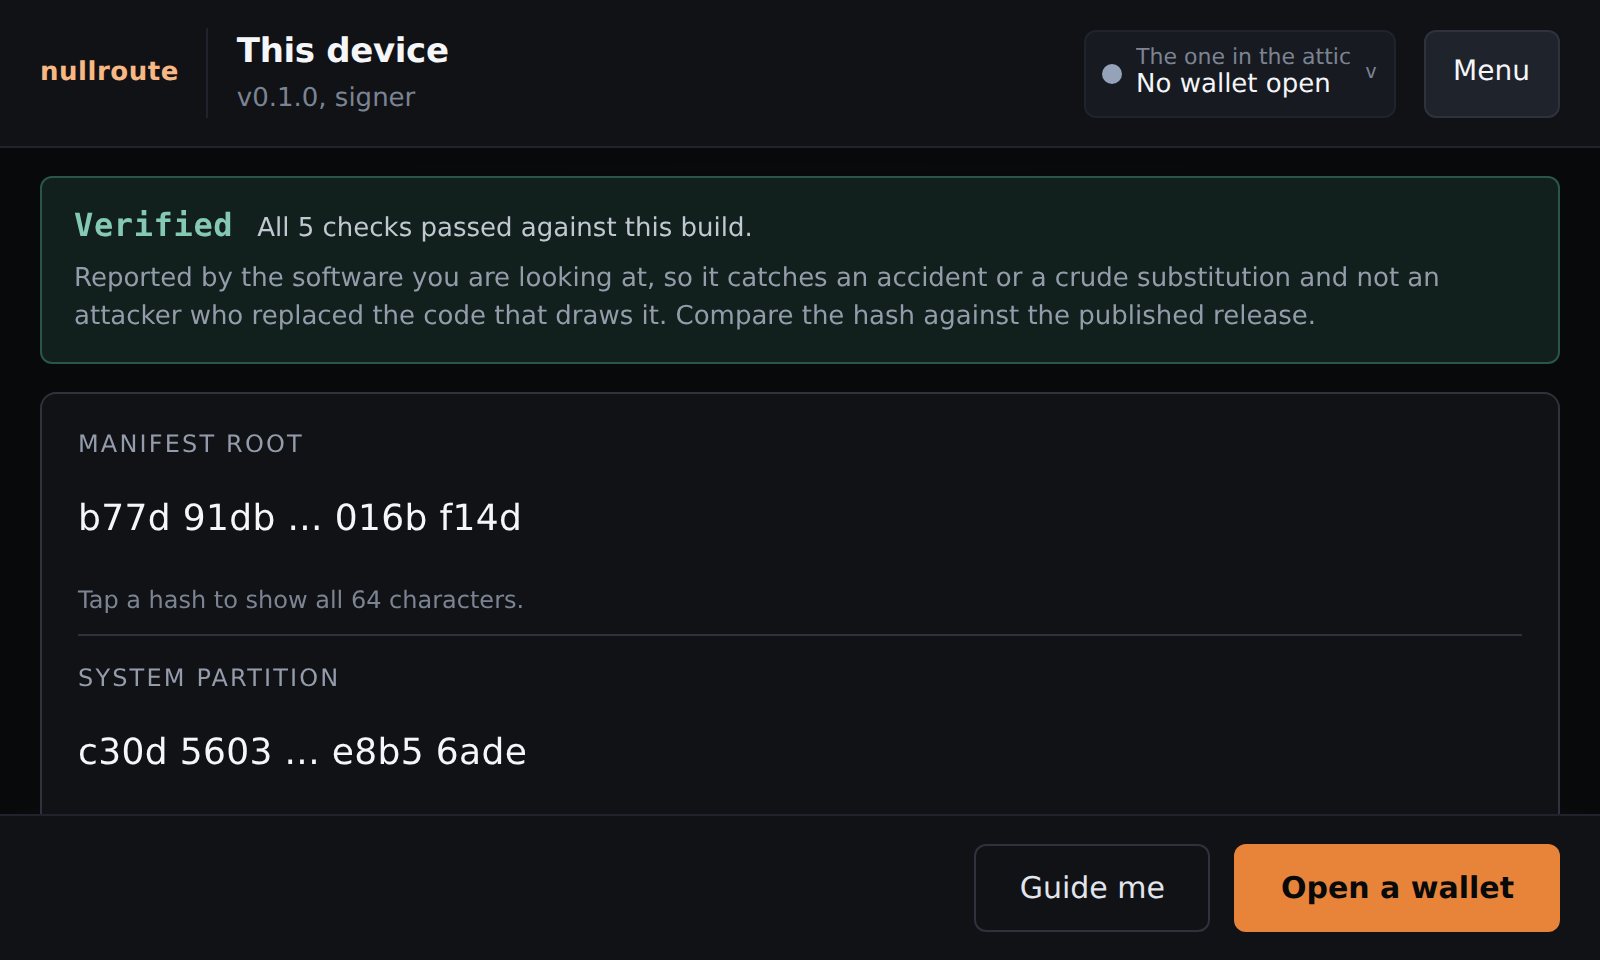 nullroute
This device
v0.1.0, signer
The one in the attic
No wallet open
v
Menu
Verified All 5 checks passed against this build.
Reported by the software you are looking at, so it catches an accident or a crude substitution and not an
attacker who replaced the code that draws it. Compare the hash against the published release.
MANIFEST ROOT
b77d 91db ... 016b f14d
Tap a hash to show all 64 characters.
SYSTEM PARTITION
c30d 5603 ... e8b5 6ade
Guide me
Open a wallet